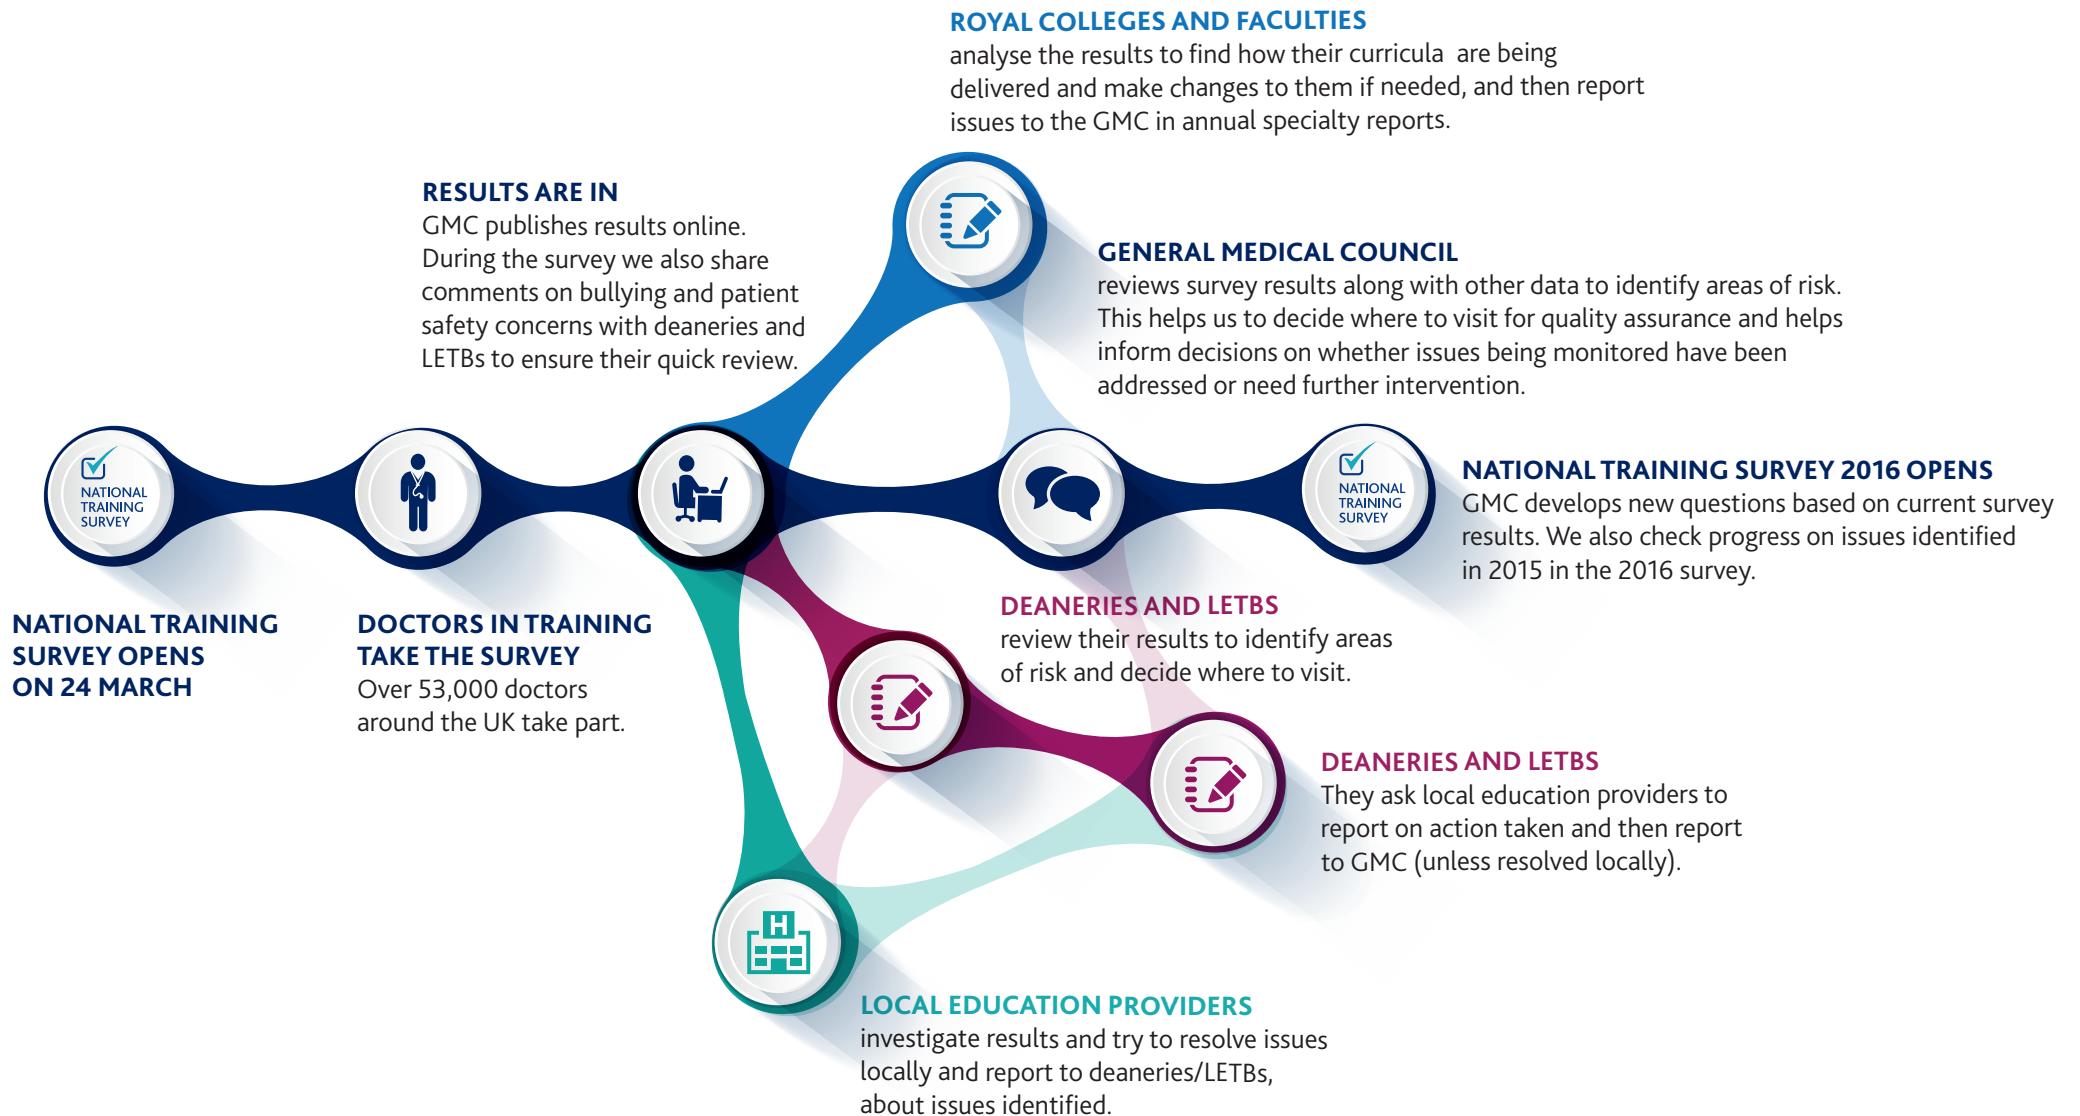 ROYAL COLLEGES AND FACULTIES
analyse the results to find how their curricula are being
delivered and make changes to them if needed, and then report
issues to the GMC in annual specialty reports.
RESULTS ARE IN
GMC publishes results online.
During the survey we also share
comments on bullying and patient
safety concerns with deaneries and
LETBs to ensure their quick review.
GENERAL MEDICAL COUNCIL
reviews survey results along with other data to identify areas of risk.
This helps us to decide where to visit for quality assurance and helps
inform decisions on whether issues being monitored have been
addressed or need further intervention.
NATIONAL
TRAINING
SURVEY
NATIONAL
TRAINING
SURVEY
NATIONAL TRAINING SURVEY 2016 OPENS
GMC develops new questions based on current survey
results. We also check progress on issues identified
in 2015 in the 2016 survey.
NATIONAL TRAINING
SURVEY OPENS
ON 24 MARCH
DOCTORS IN TRAINING
TAKE THE SURVEY
Over 53,000 doctors
around the UK take part.
DEANERIES AND LETBS
review their results to identify areas
of risk and decide where to visit.
DEANERIES AND LETBS
They ask local education providers to
report on action taken and then report
to GMC (unless resolved locally).
H
LOCAL EDUCATION PROVIDERS
investigate results and try to resolve issues
locally and report to deaneries/LETBs,
about issues identified.